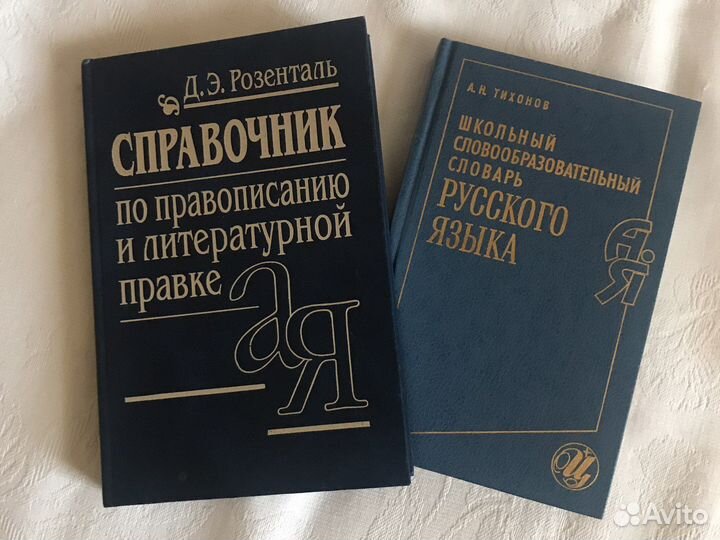 Д. Э. Розенталь
СПРАВОЧНИК
по правописанию
и литературной
правке
а
Я
А. Н. ТИХОНОВ
ШКОЛЬНЫЙ
СЛОВООБРАЗОВАТЕЛЬНЫЙ
СЛОВАРЬ
РУССКОГО
ЯЗЫКА
А.
Я
Ц
Avito